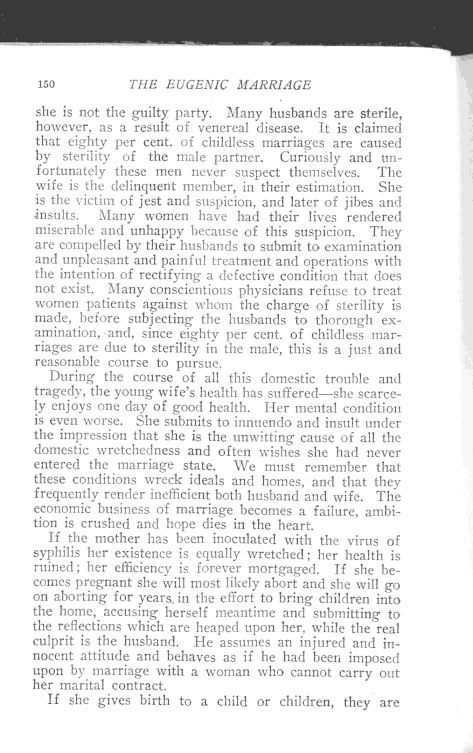 150 THE EUGENIC MARRIAGE
she is not the guilty party. Many husbands are sterile,
however, as a result of venereal disease. It is claimed
that eighty per cent. of childless marriages are caused
by sterility of the male partner. Curiously and un-
fortunately these men never suspect themselves. The
wife is the delinquent member, in their estimation. She
is the victim of jest and suspicion, and later of jibes and
insults. Many women have had their lives rendered
miserable and unhappy because of this suspicion. They
are compelled by their husbands to submit to examination
and unpleasant and painful treatment and operations with
the intention of rectifying a defective condition that does
not exist. Many conscientious physicians refuse to treat
women patients against whom the charge of sterility is
made, before subjecting the husbands to thorough ex-
amination, and, since eighty per cent. of childless mar-
riages are due to sterility in the male, this is a just and
reasonable course to pursue.
During the course of all this domestic trouble and
tragedy, the young wife's health has suffered—she scarce-
ly enjoys one day of good health. Her mental condition
is even worse. She submits to innuendo and insult under
the impression that she is the unwitting cause of all the
domestic wretchedness and often wishes she had never
entered the marriage state. We must remember that
these conditions wreck ideals and homes, and that they
frequently render inefficient both husband and wife. The
economic business of marriage becomes a failure, ambi-
tion is crushed and hope dies in the heart.
If the mother has been inoculated with the virus of
syphilis her existence is equally wretched; her health is
ruined; her efficiency is forever mortgaged. If she be-
comes pregnant she will most likely abort and she will go
on aborting for years in the effort to bring children into
the home, accusing herself meantime and submitting to
the reflections which are heaped upon her, while the real
culprit is the husband. He assumes an injured and in-
nocent attitude and behaves as if he had been imposed
upon by marriage with a woman who cannot carry out
her marital contract.
If she gives birth to a child or children, they are